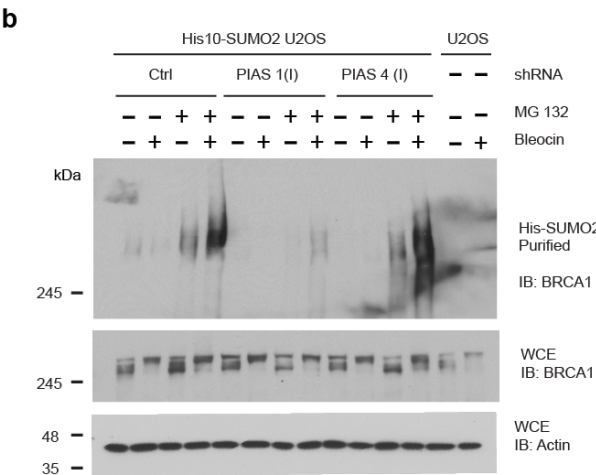 b
His10-SUMO2 U2OS U2OS
Ctrl PIAS 1(I) PIAS 4 (I) – – shRNA
– – + + – – + + – – + + – – MG 132
– + – + – + – + – + – + – + Bleocin
kDa
His-SUMO2
Purified
IB: BRCA1
245
WCE
IB: BRCA1
245
WCE
IB: Actin
48
35